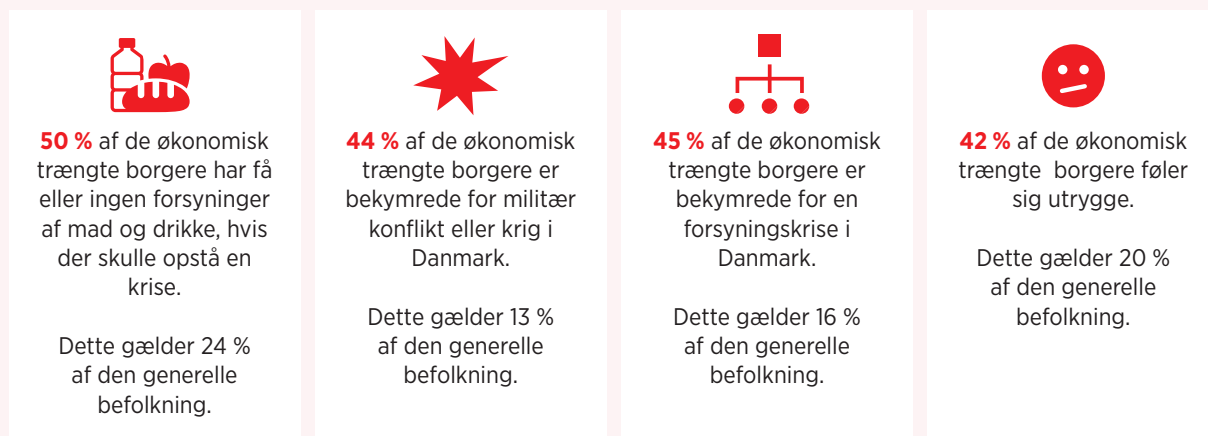 50 % af de økonomisk
trængte borgere har få
eller ingen forsyninger
af mad og drikke, hvis
der skulle opstå en
krise.
Dette gælder 24 %
af den generelle
befolkning.
44 % af de økonomisk
trængte borgere er
bekymrede for militær
konflikt eller krig i
Danmark.
Dette gælder 13 %
af den generelle
befolkning.
45 % af de økonomisk
trængte borgere er
bekymrede for en
forsyningskrise i
Danmark.
Dette gælder 16 %
af den generelle
befolkning.
42 % af de økonomisk
trængte  borgere føler
sig utrygge.
Dette gælder 20 %
af den generelle
befolkning.